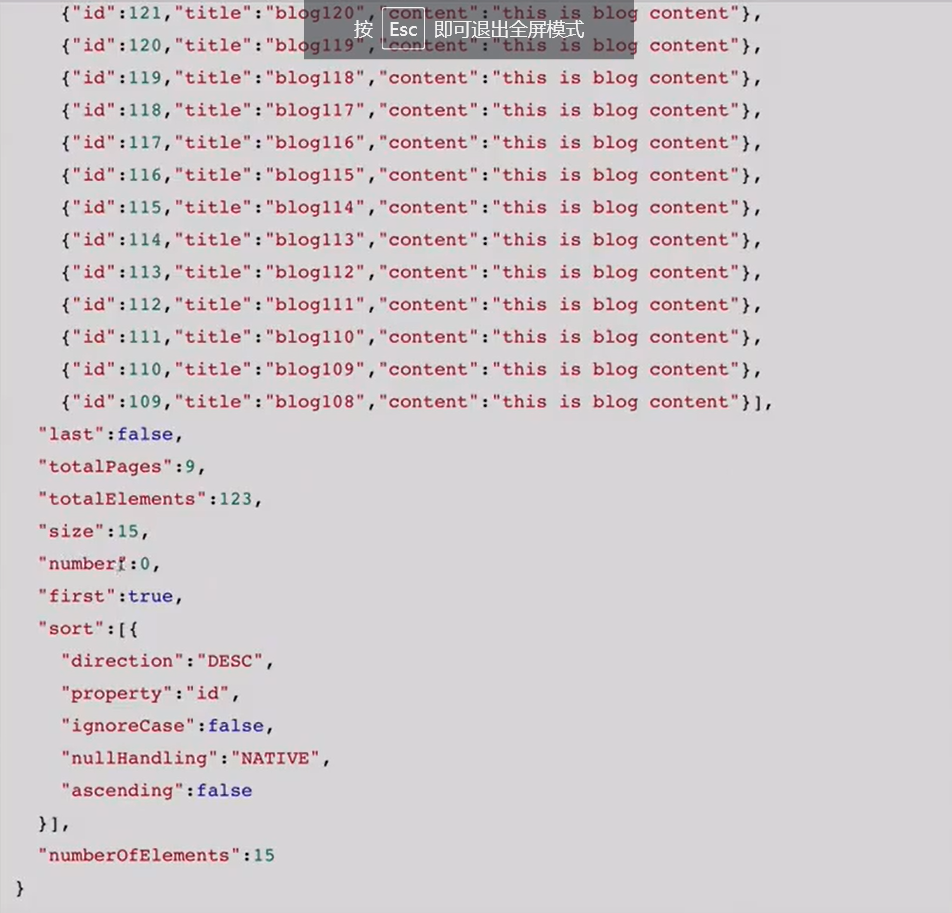 {"id":121,"title":"blog120","content":"this is blog content"},
按 Esc 即可退出全屏模式
{"id":120,"title":"blog119","content":"this is blog content"},
{"id":119,"title":"blog118","content":"this is blog content"},
{"id":118,"title":"blog117","content":"this is blog content"},
{"id":117,"title":"blog116","content":"this is blog content"},
{"id":116,"title":"blog115","content":"this is blog content"},
{"id":115,"title":"blog114","content":"this is blog content"},
{"id":114,"title":"blog113","content":"this is blog content"},
{"id":113,"title":"blog112","content":"this is blog content"},
{"id":112,"title":"blog111","content":"this is blog content"},
{"id":111,"title":"blog110","content":"this is blog content"},
{"id":110,"title":"blog109","content":"this is blog content"},
{"id":109,"title":"blog108","content":"this is blog content"}],
"last":false,
"totalPages":9,
"totalElements":123,
"size":15,
"number":0,
"first":true,
"sort":[{
"direction":"DESC",
"property":"id",
"ignoreCase":false,
"nullHandling":"NATIVE",
"ascending":false
}],
"numberOfElements":15
}